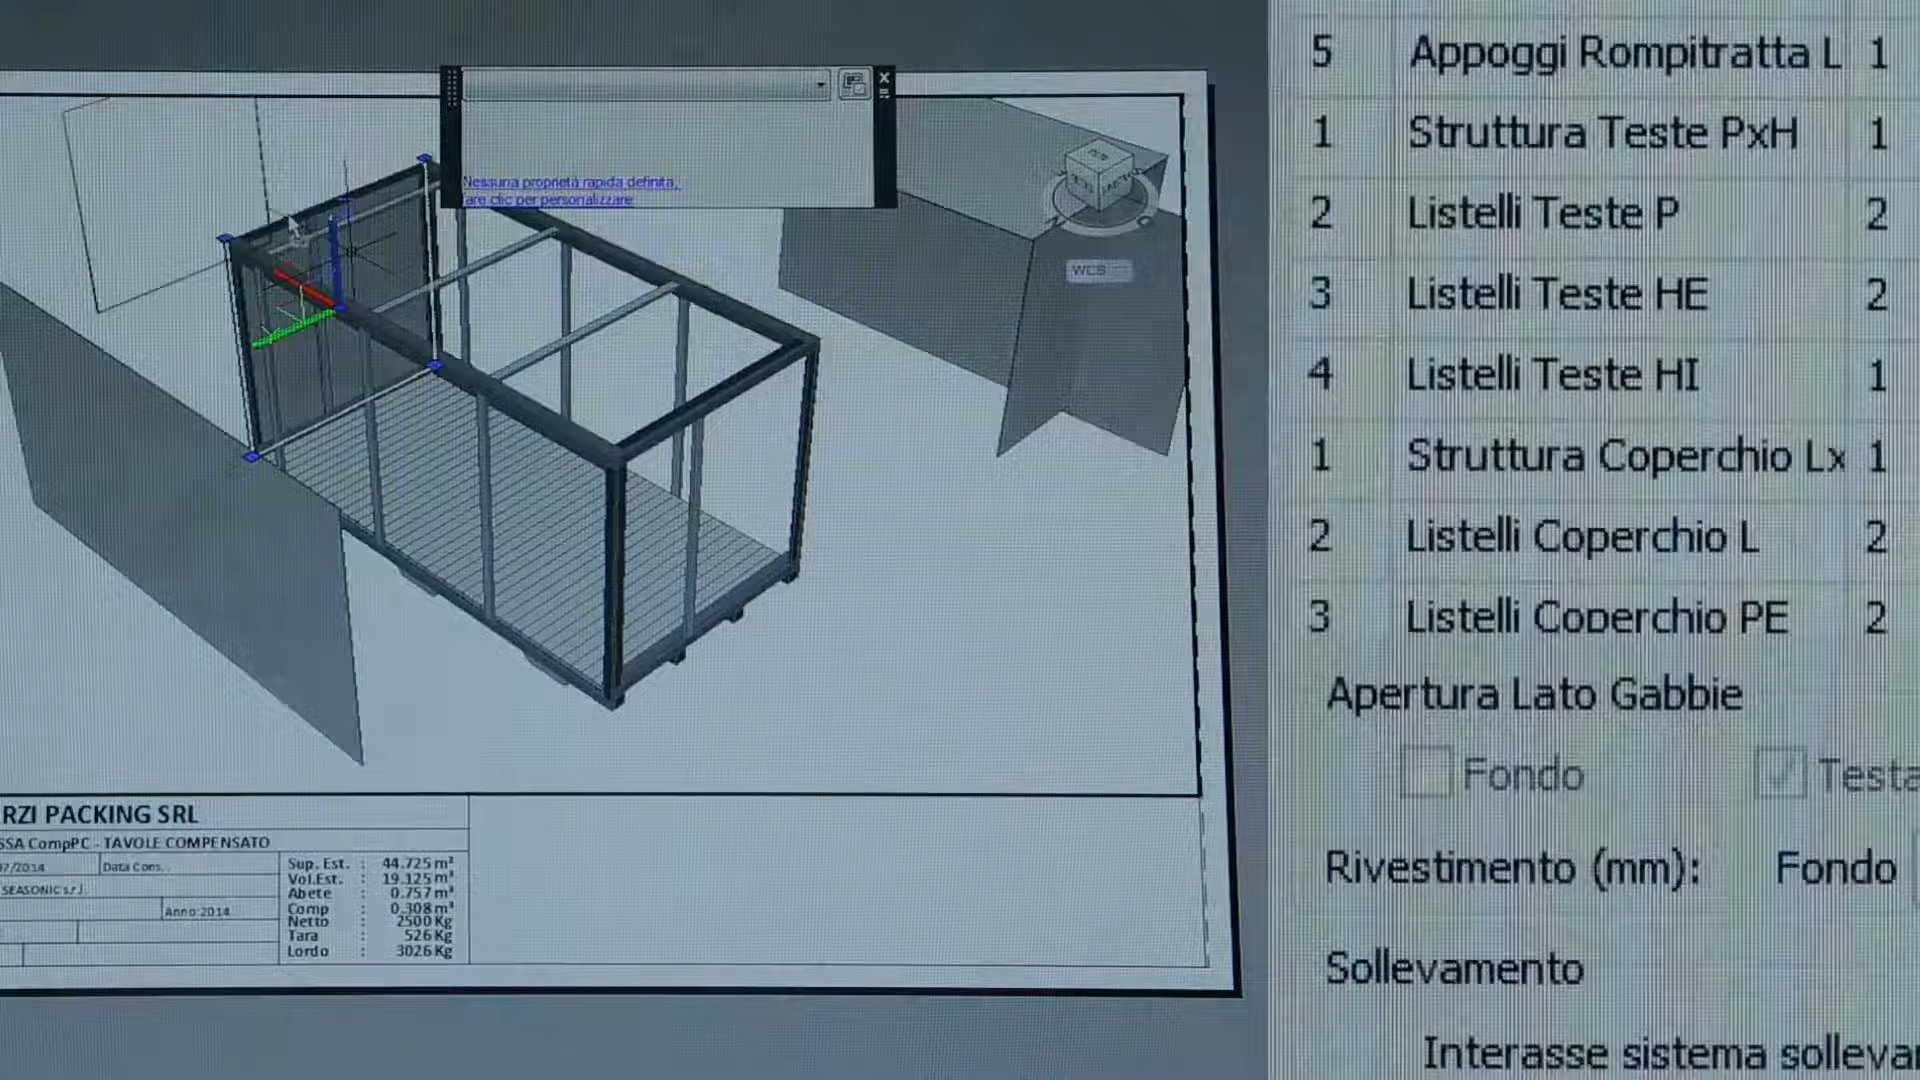 Nessuna proprietà rapida definita,
are clic per personalizzare
WCS
RZI PACKING SRL
SSA CompPC - TAVOLE COMPENSATO
07/2014
Data Cons. .
SEASONIC s.r.l.
Anno:2014
Sup. Est. : 44.725 m²
Vol.Est. : 19.125 m³
Abete : 0.757 m³
Comp : 0.308 m³
Netto : 2500 Kg
Tara : 526 Kg
Lordo : 3026 Kg
5 Appoggi Rompitratta L 1
1 Struttura Teste PxH 1
2 Listelli Teste P 2
3 Listelli Teste HE 2
4 Listelli Teste HI 1
1 Struttura Coperchio Lx 1
2 Listelli Coperchio L 2
3 Listelli Coperchio PE 2
Apertura Lato Gabbie
Fondo Testa
Rivestimento (mm): Fondo
Sollevamento
Interasse sistema solleva